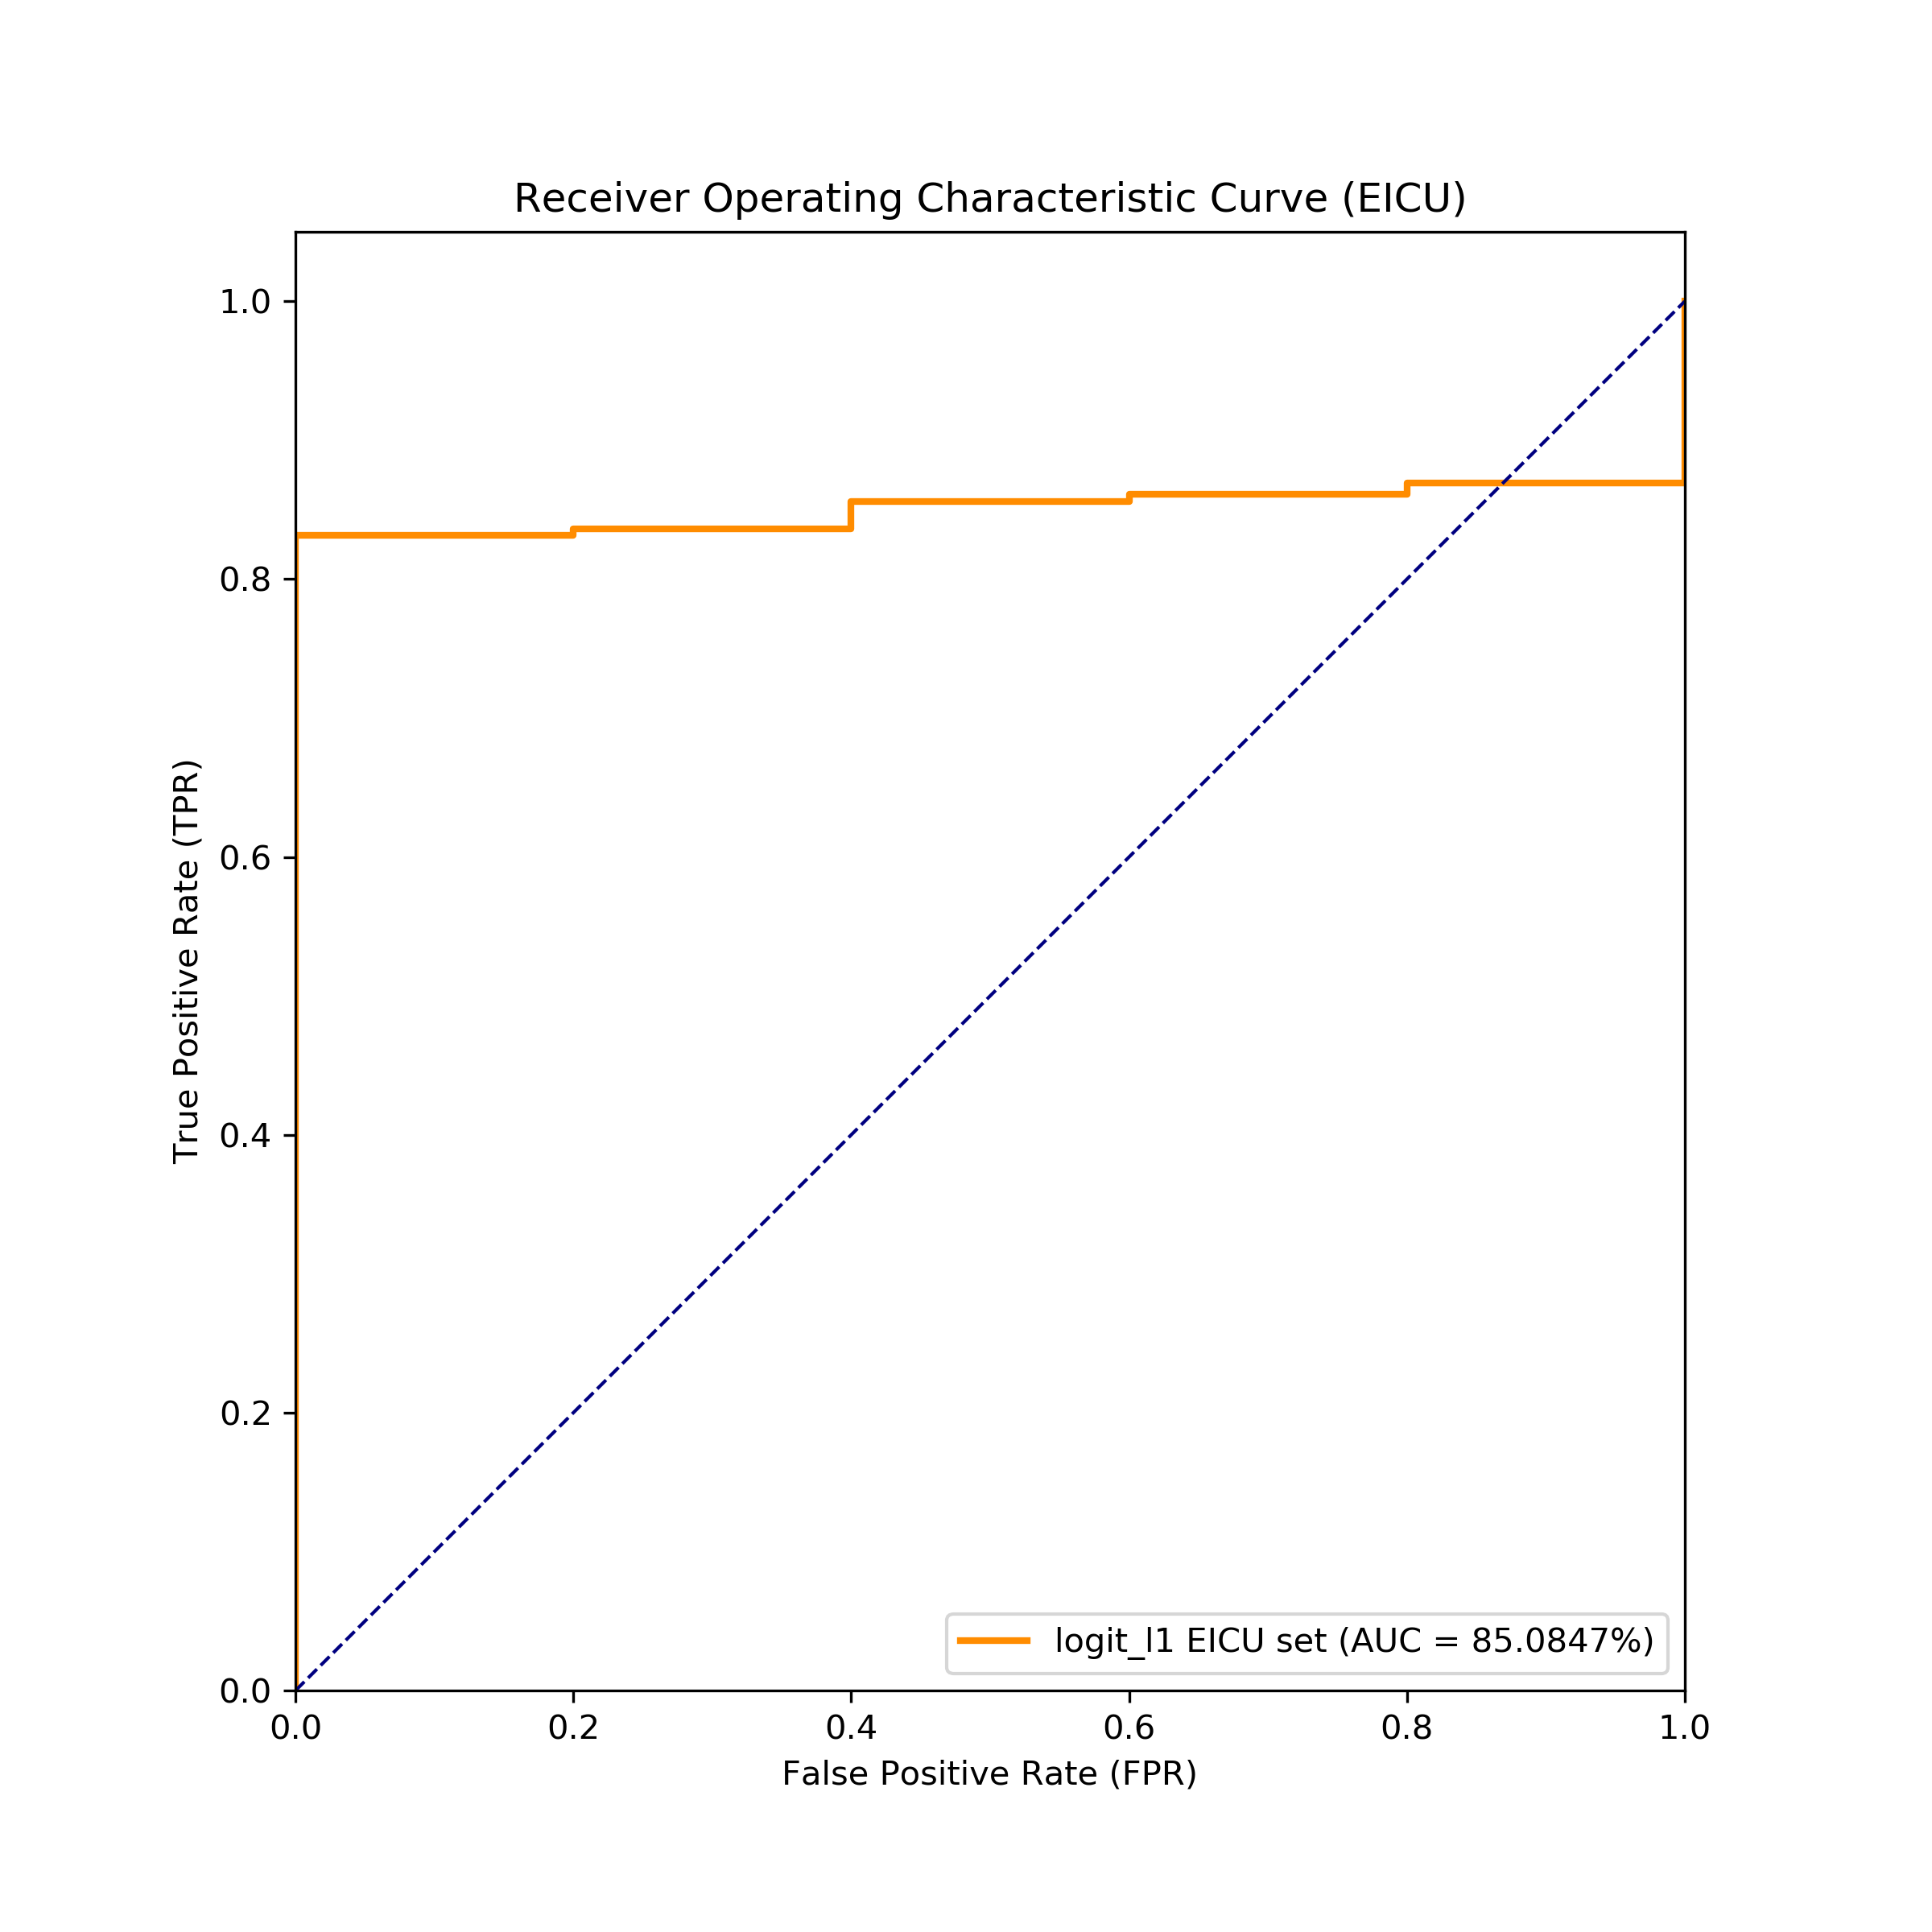 Receiver Operating Characteristic Curve (EICU)
1.0
0.8
0.6
0.4
0.2
0.0
True Positive Rate (TPR)
logit_l1 EICU set (AUC = 85.0847%)
0.0 0.2 0.4 0.6 0.8 1.0
False Positive Rate (FPR)